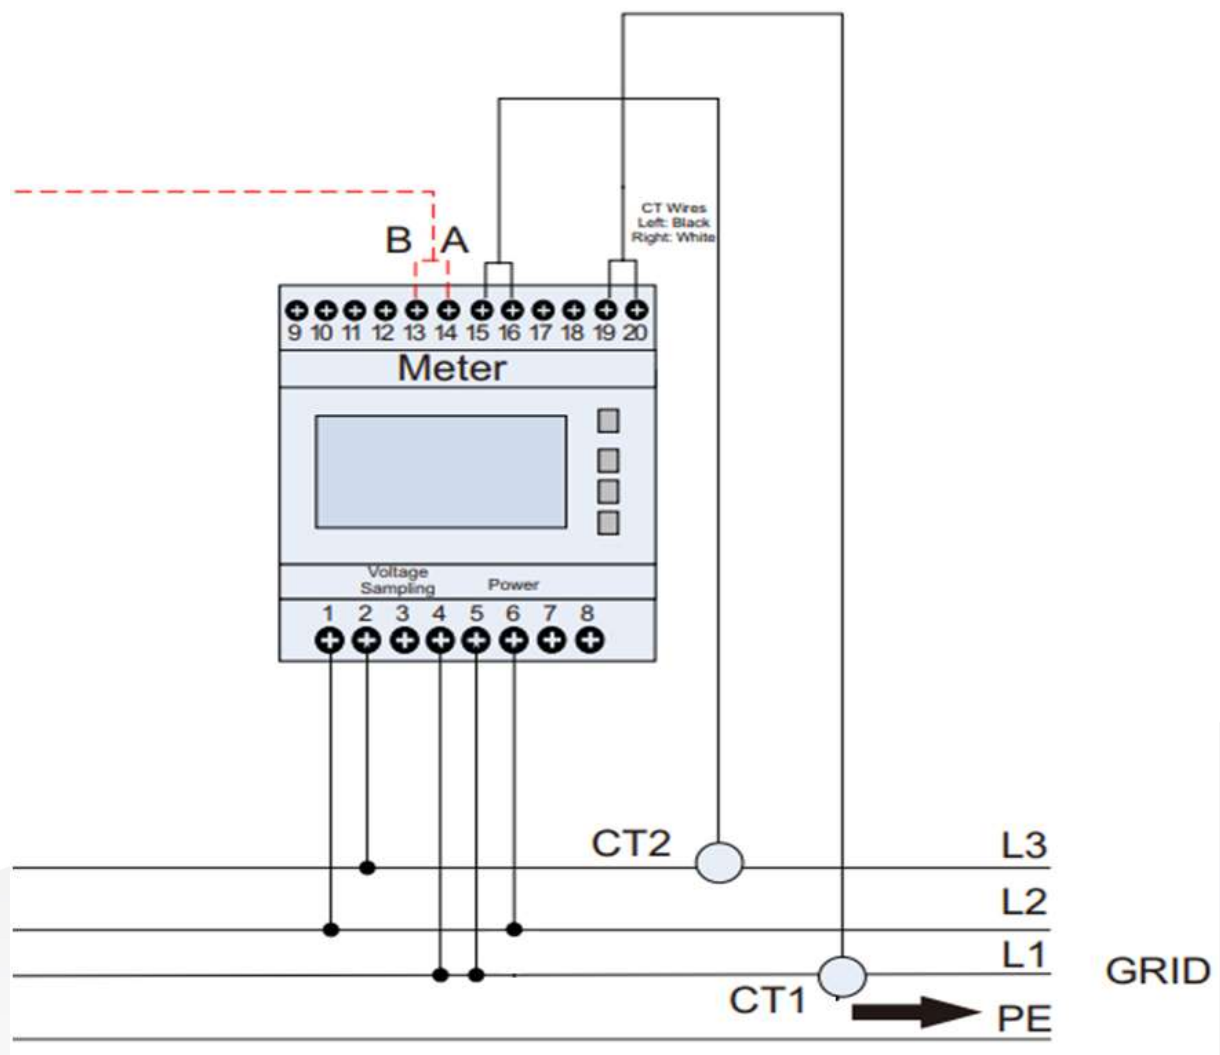 CT Wires
Left: Black
Right: White
B A
9 10 11 12 13 14 15 16 17 18 19 20
Meter
Voltage
Sampling
Power
1 2 3 4 5 6 7 8
CT2
L3
L2
L1
GRID
CT1
PE